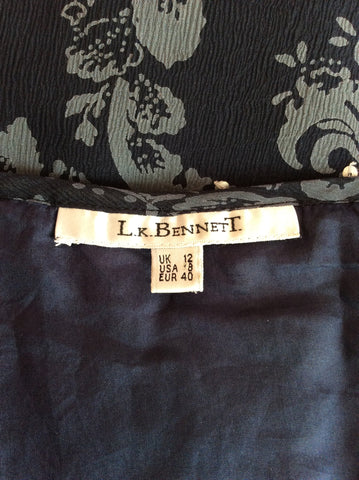 L.K.BENNETT.
UK 12
USA 8
EUR 40